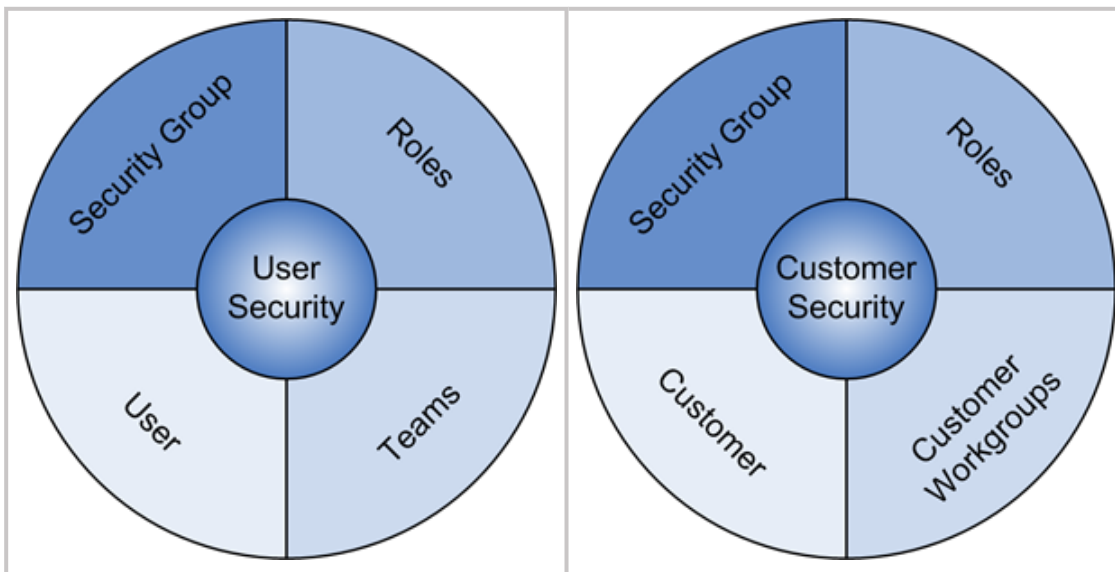 Security Group
Roles
User
Security
User
Teams
Security Group
Roles
Customer
Security
Customer
Customer
Workgroups